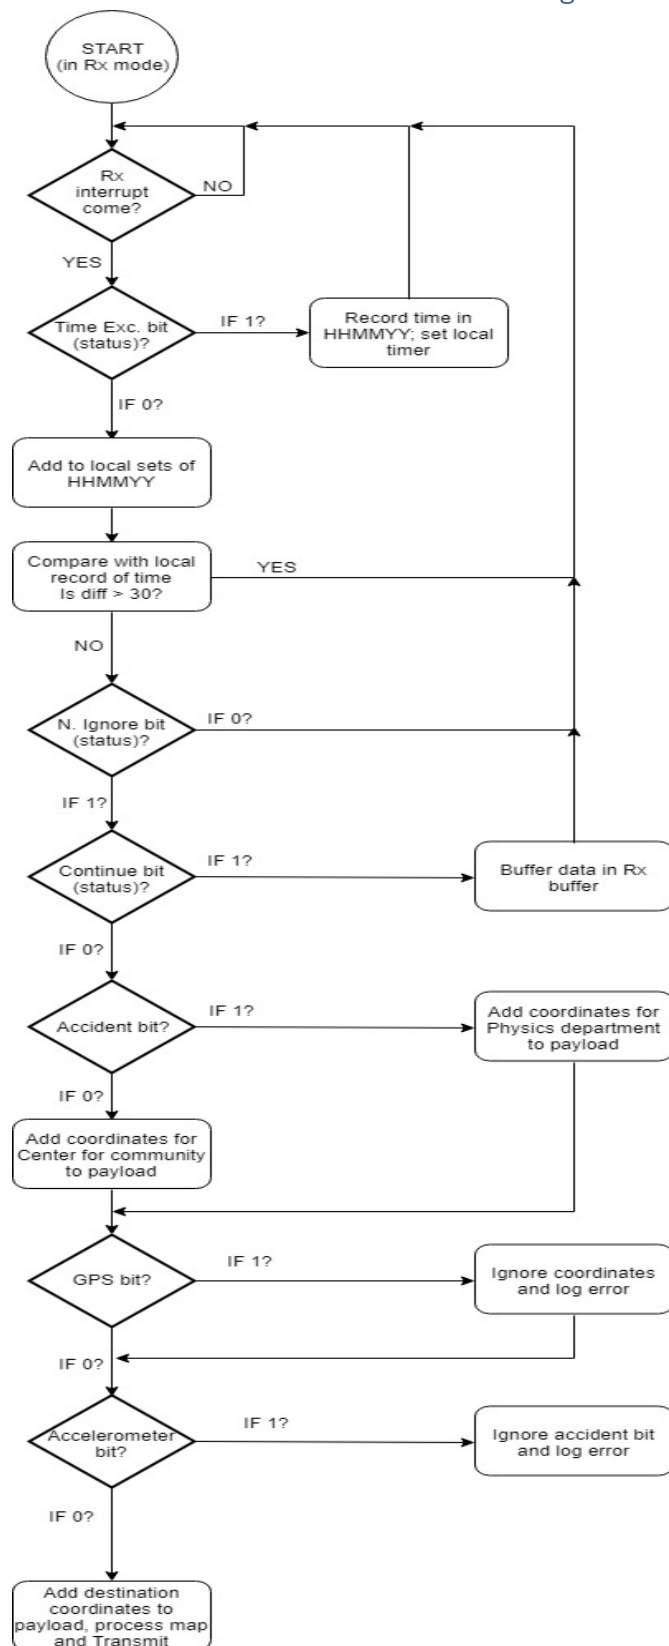 START
(in Rx mode)
Rx
interrupt
come?
NO
YES
Time Exc. bit
(status)?
IF 1?
Record time in
HHMMYY; set local
timer
IF 0?
Add to local sets of
HHMMYY
Compare with local
record of time
Is diff > 30?
YES
NO
N. Ignore bit
(status)?
IF 0?
IF 1?
Continue bit
(status)?
IF 1?
Buffer data in Rx
buffer
IF 0?
Accident bit?
IF 1?
Add coordinates for
Physics department
to payload
IF 0?
Add coordinates for
Center for community
to payload
GPS bit?
IF 1?
Ignore coordinates
and log error
IF 0?
Accelerometer
bit?
IF 1?
Ignore accident bit
and log error
IF 0?
Add destination
coordinates to
payload, process map
and Transmit